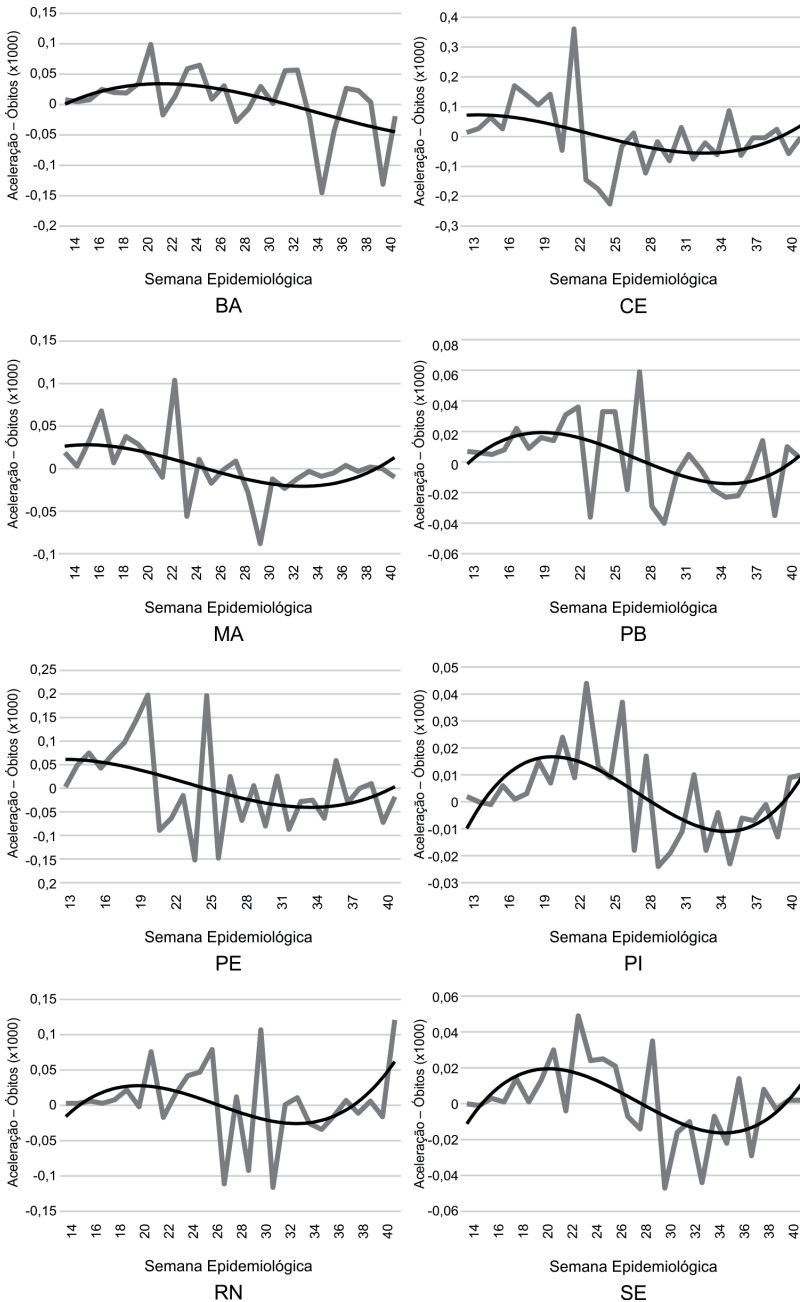 Aceleração – Óbitos (x1000)
0,15
0,1
0,05
0
-0,05
-0,1
-0,15
-0,2
14 16 18 20 22 24 26 28 30 32 34 36 38 40
Semana Epidemiológica
BA
Aceleração – Óbitos (x1000)
0,4
0,3
0,2
0,1
0
-0,1
-0,2
-0,3
13 16 19 22 25 28 31 34 37 40
Semana Epidemiológica
CE
Aceleração – Óbitos (x1000)
0,15
0,1
0,05
0
-0,05
-0,1
14 16 18 20 22 24 26 28 30 32 34 36 38 40
Semana Epidemiológica
MA
Aceleração – Óbitos (x1000)
0,08
0,06
0,04
0,02
0
-0,02
-0,04
-0,06
13 16 19 22 25 28 31 34 37 40
Semana Epidemiológica
PB
Aceleração – Óbitos (x1000)
0,25
0,2
0,15
0,1
0,05
0
-0,05
-0,1
-0,15
0,2
13 16 19 22 25 28 31 34 37 40
Semana Epidemiológica
PE
Aceleração – Óbitos (x1000)
0,05
0,04
0,03
0,02
0,01
0
-0,01
-0,02
-0,03
13 16 19 22 25 28 31 34 37 40
Semana Epidemiológica
PI
Aceleração – Óbitos (x1000)
0,15
0,1
0,05
0
-0,05
-0,1
-0,15
14 16 18 20 22 24 26 28 30 32 34 36 38 40
Semana Epidemiológica
RN
Aceleração – Óbitos (x1000)
0,06
0,04
0,02
0
-0,02
-0,04
-0,06
14 16 18 20 22 24 26 28 30 32 34 36 38 40
Semana Epidemiológica
SE